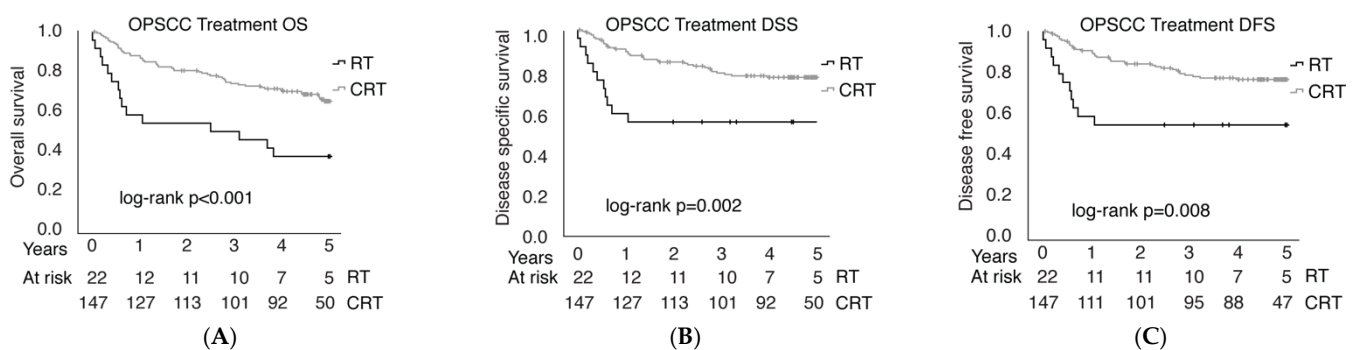 OPSCC Treatment OS
Overall survival
1.0
0.8
0.6
0.4
0.2
0.0
RT
CRT
log-rank p<0.001
Years 0 1 2 3 4 5
At risk 22 12 11 10 7 5 RT
147 127 113 101 92 50 CRT
(A)
OPSCC Treatment DSS
Disease specific survival
1.0
0.8
0.6
0.4
0.2
0.0
RT
CRT
log-rank p=0.002
Years 0 1 2 3 4 5
At risk 22 12 11 10 7 5 RT
147 127 113 101 92 50 CRT
(B)
OPSCC Treatment DFS
Disease free survival
1.0
0.8
0.6
0.4
0.2
0.0
RT
CRT
log-rank p=0.008
Years 0 1 2 3 4 5
At risk 22 11 11 10 7 5 RT
147 111 101 95 88 47 CRT
(C)